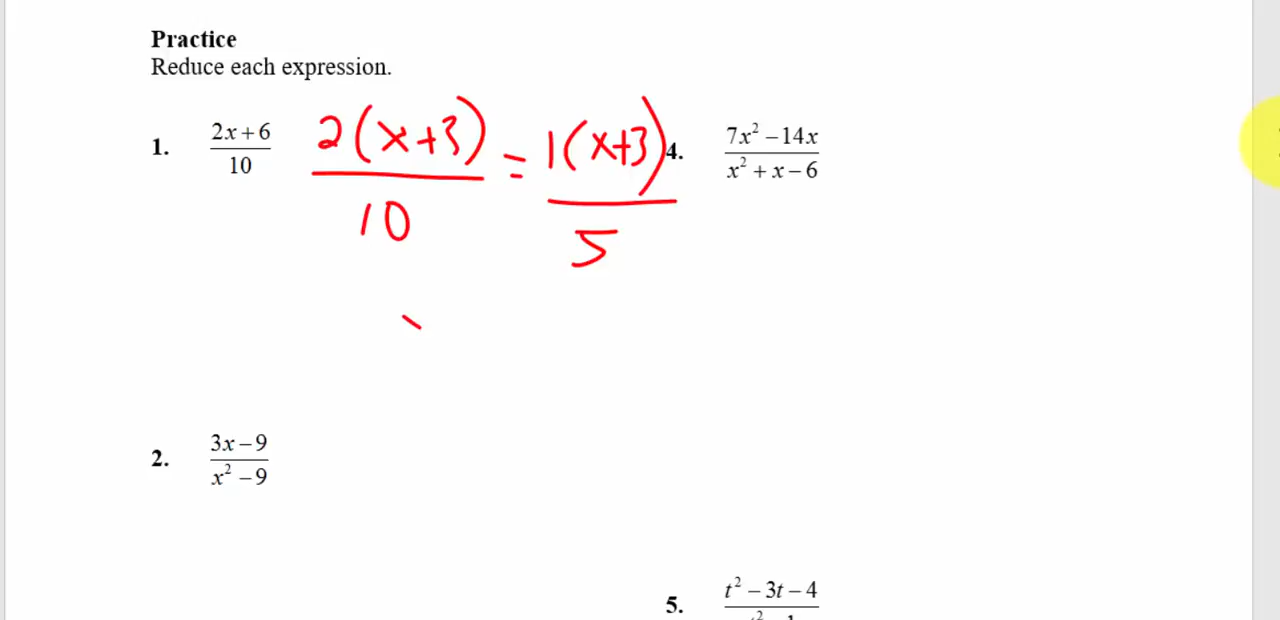 Practice
Reduce each expression.
1. (2x + 6)/10 2(x+3)/10 = 1(x+3)/5
4. (7x² − 14x)/(x² + x − 6)
2. (3x − 9)/(x² − 9)
5. t² − 3t − 4